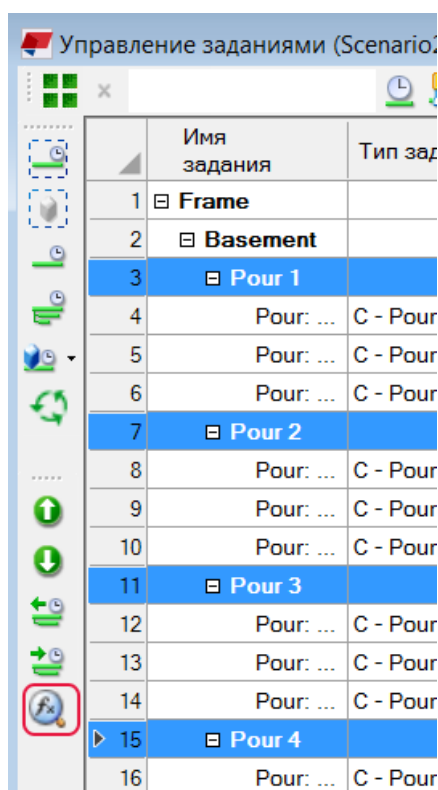 Управление заданиями (Scenario2
Имя задания Тип зад
1 Frame
2 Basement
3 Pour 1
4 Pour: ... C - Pour
5 Pour: ... C - Pour
6 Pour: ... C - Pour
7 Pour 2
8 Pour: ... C - Pour
9 Pour: ... C - Pour
10 Pour: ... C - Pour
11 Pour 3
12 Pour: ... C - Pour
13 Pour: ... C - Pour
14 Pour: ... C - Pour
fx
15 Pour 4
16 Pour: ... C - Pour